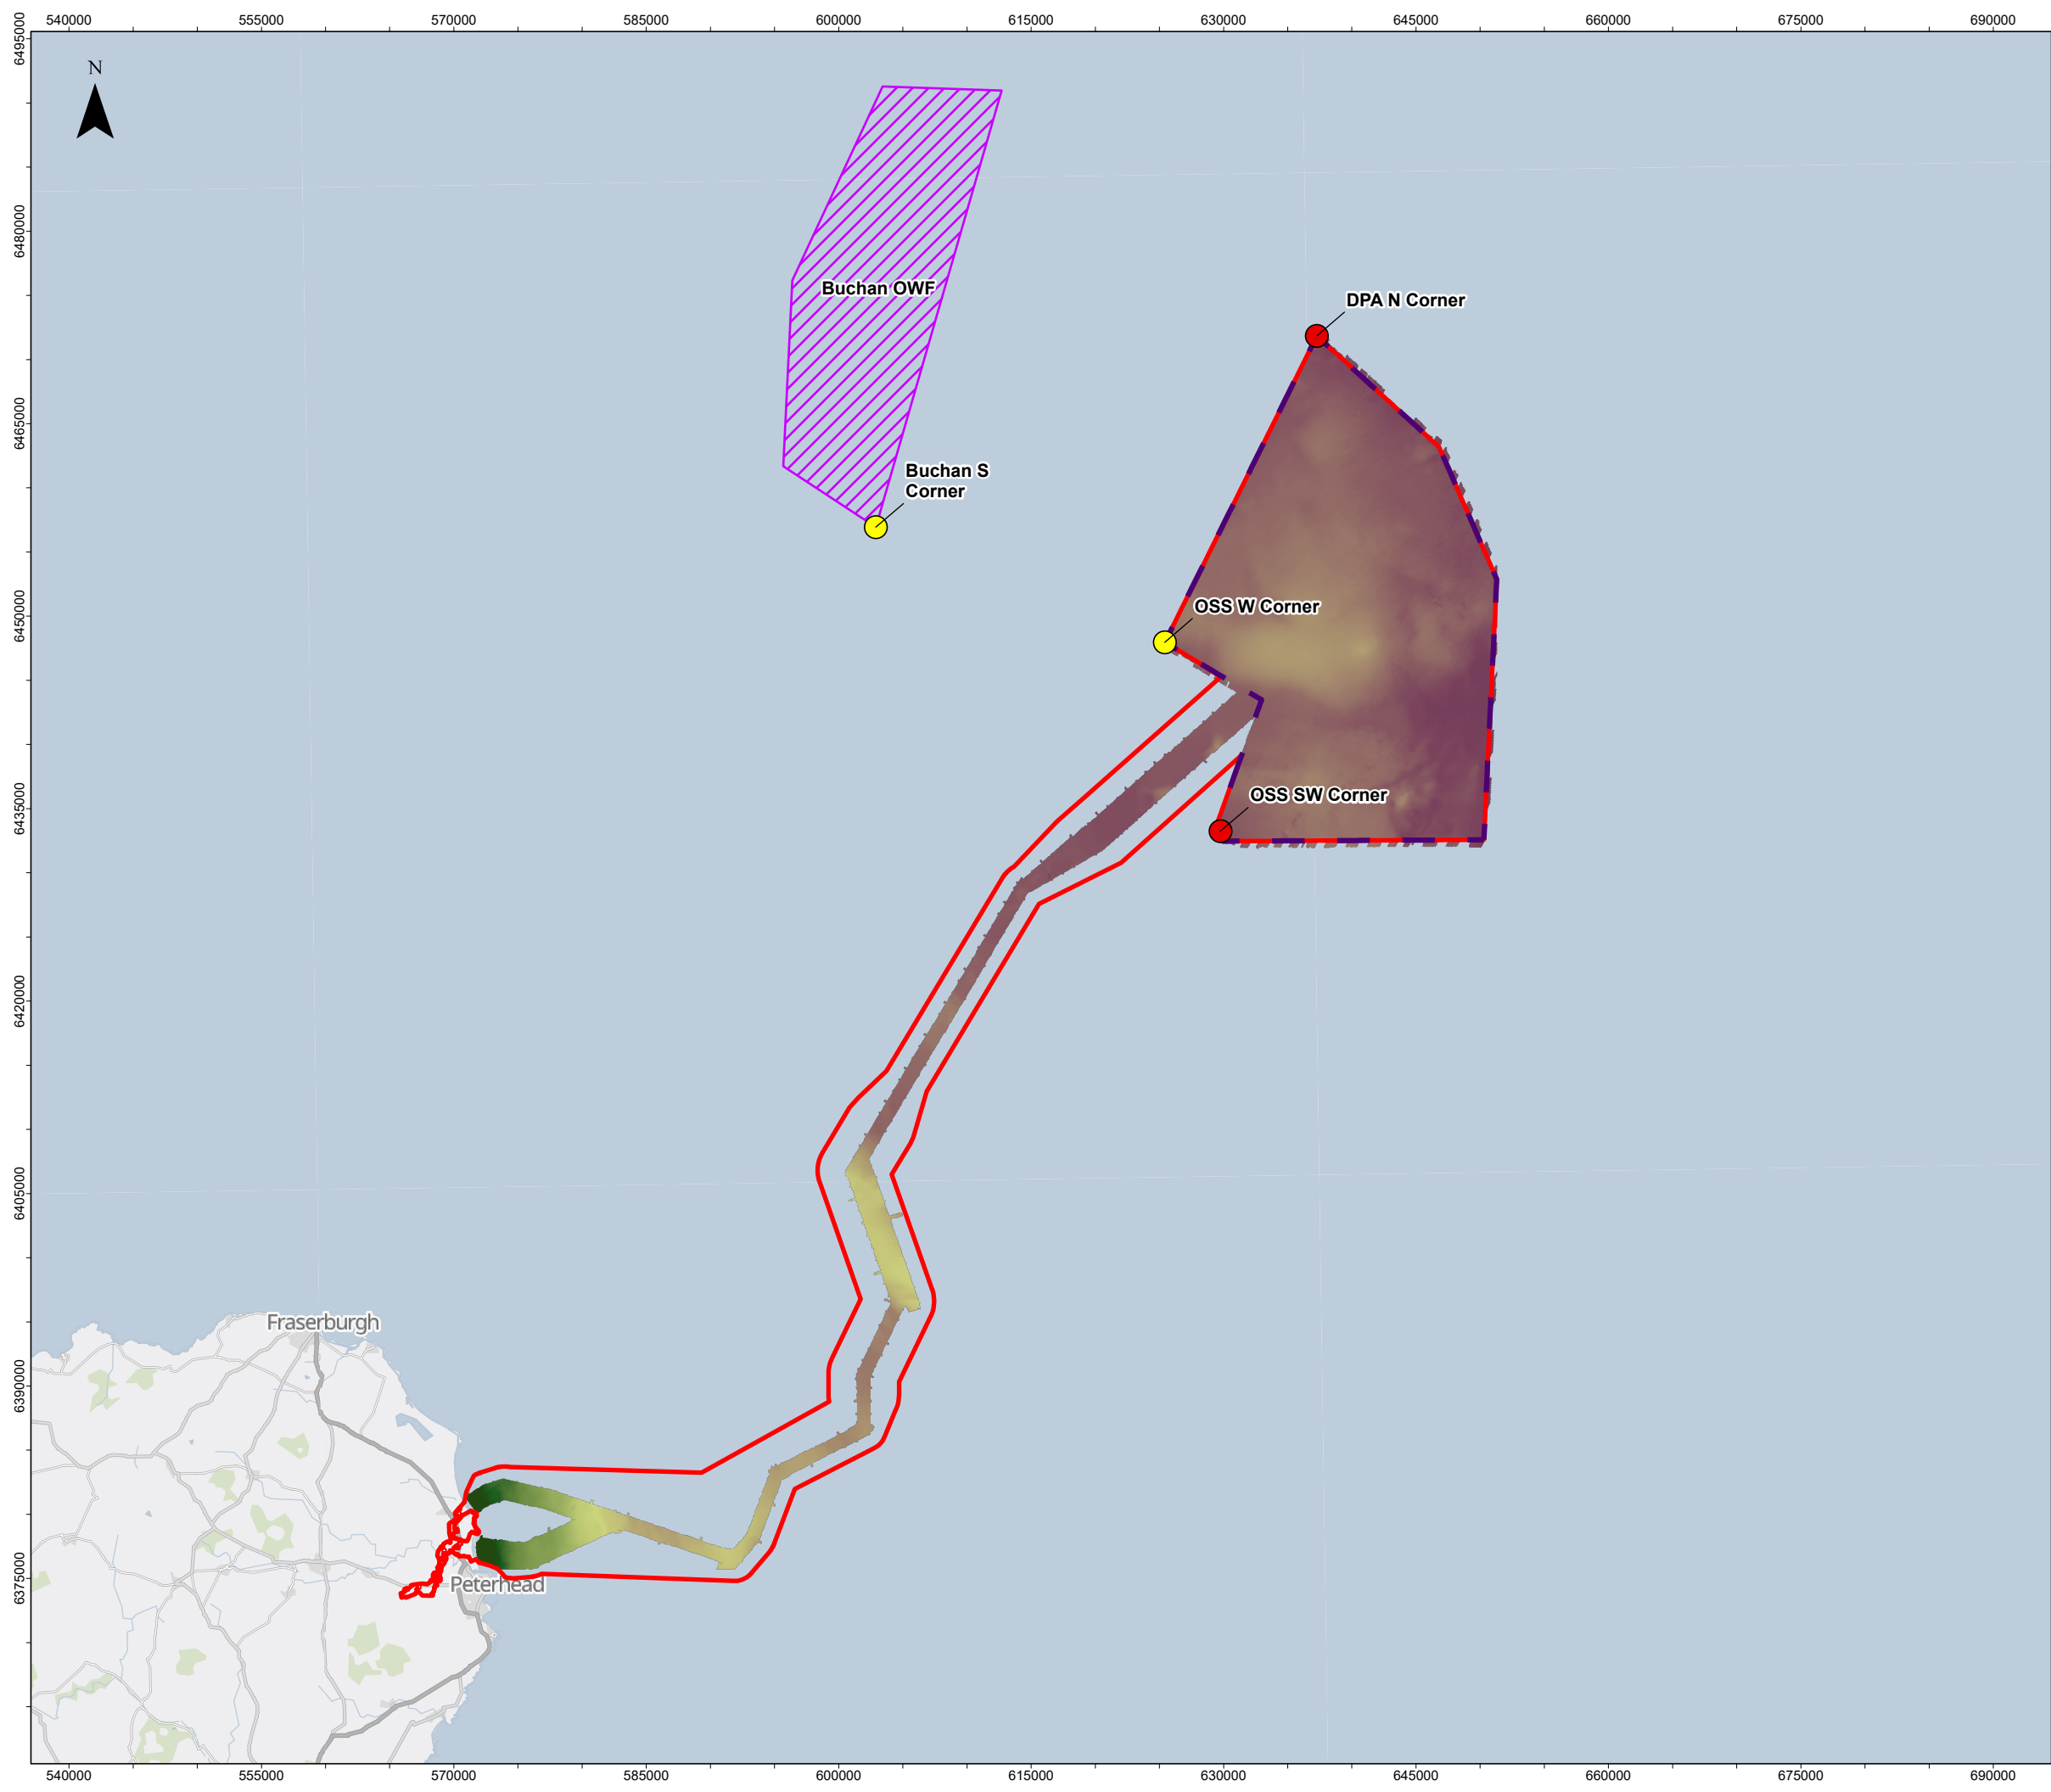 540000 555000 570000 585000 600000 615000 630000 645000 660000 675000 690000
6495000
N
6480000
Buchan OWF
DPA N Corner
6465000
Buchan S
Corner
6450000
OSS W Corner
6435000
OSS SW Corner
6420000
6405000
Fraserburgh
6390000
6375000
Peterhead
540000 555000 570000 585000 600000 615000 630000 645000 660000 675000 690000